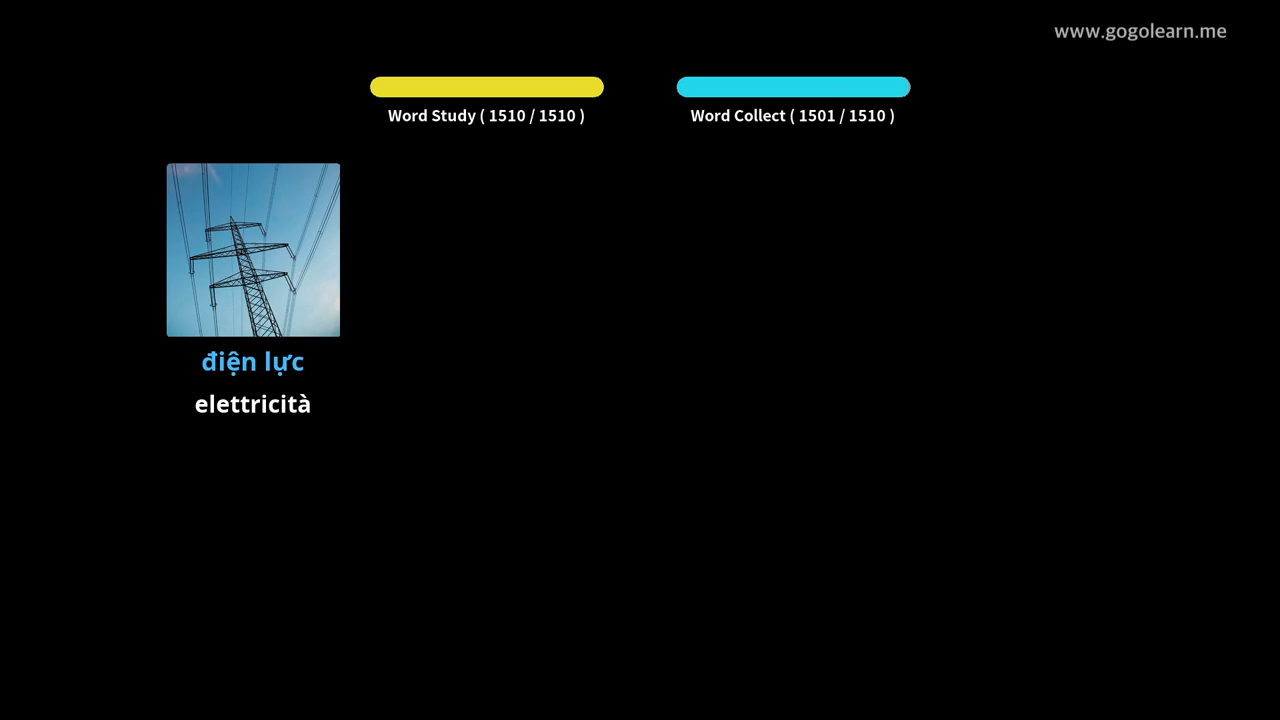 www.gogolearn.me
Word Study ( 1510 / 1510 )
Word Collect ( 1501 / 1510 )
điện lực
elettricità